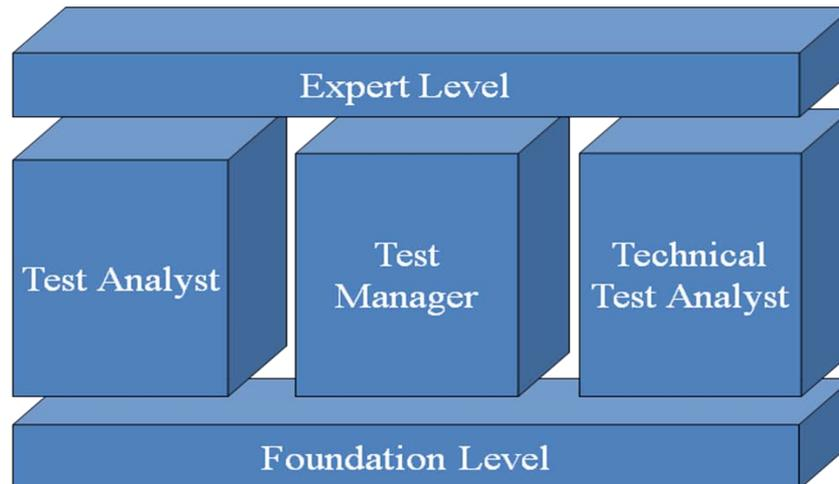 Expert Level
Test Analyst
Test
Manager
Technical
Test Analyst
Foundation Level